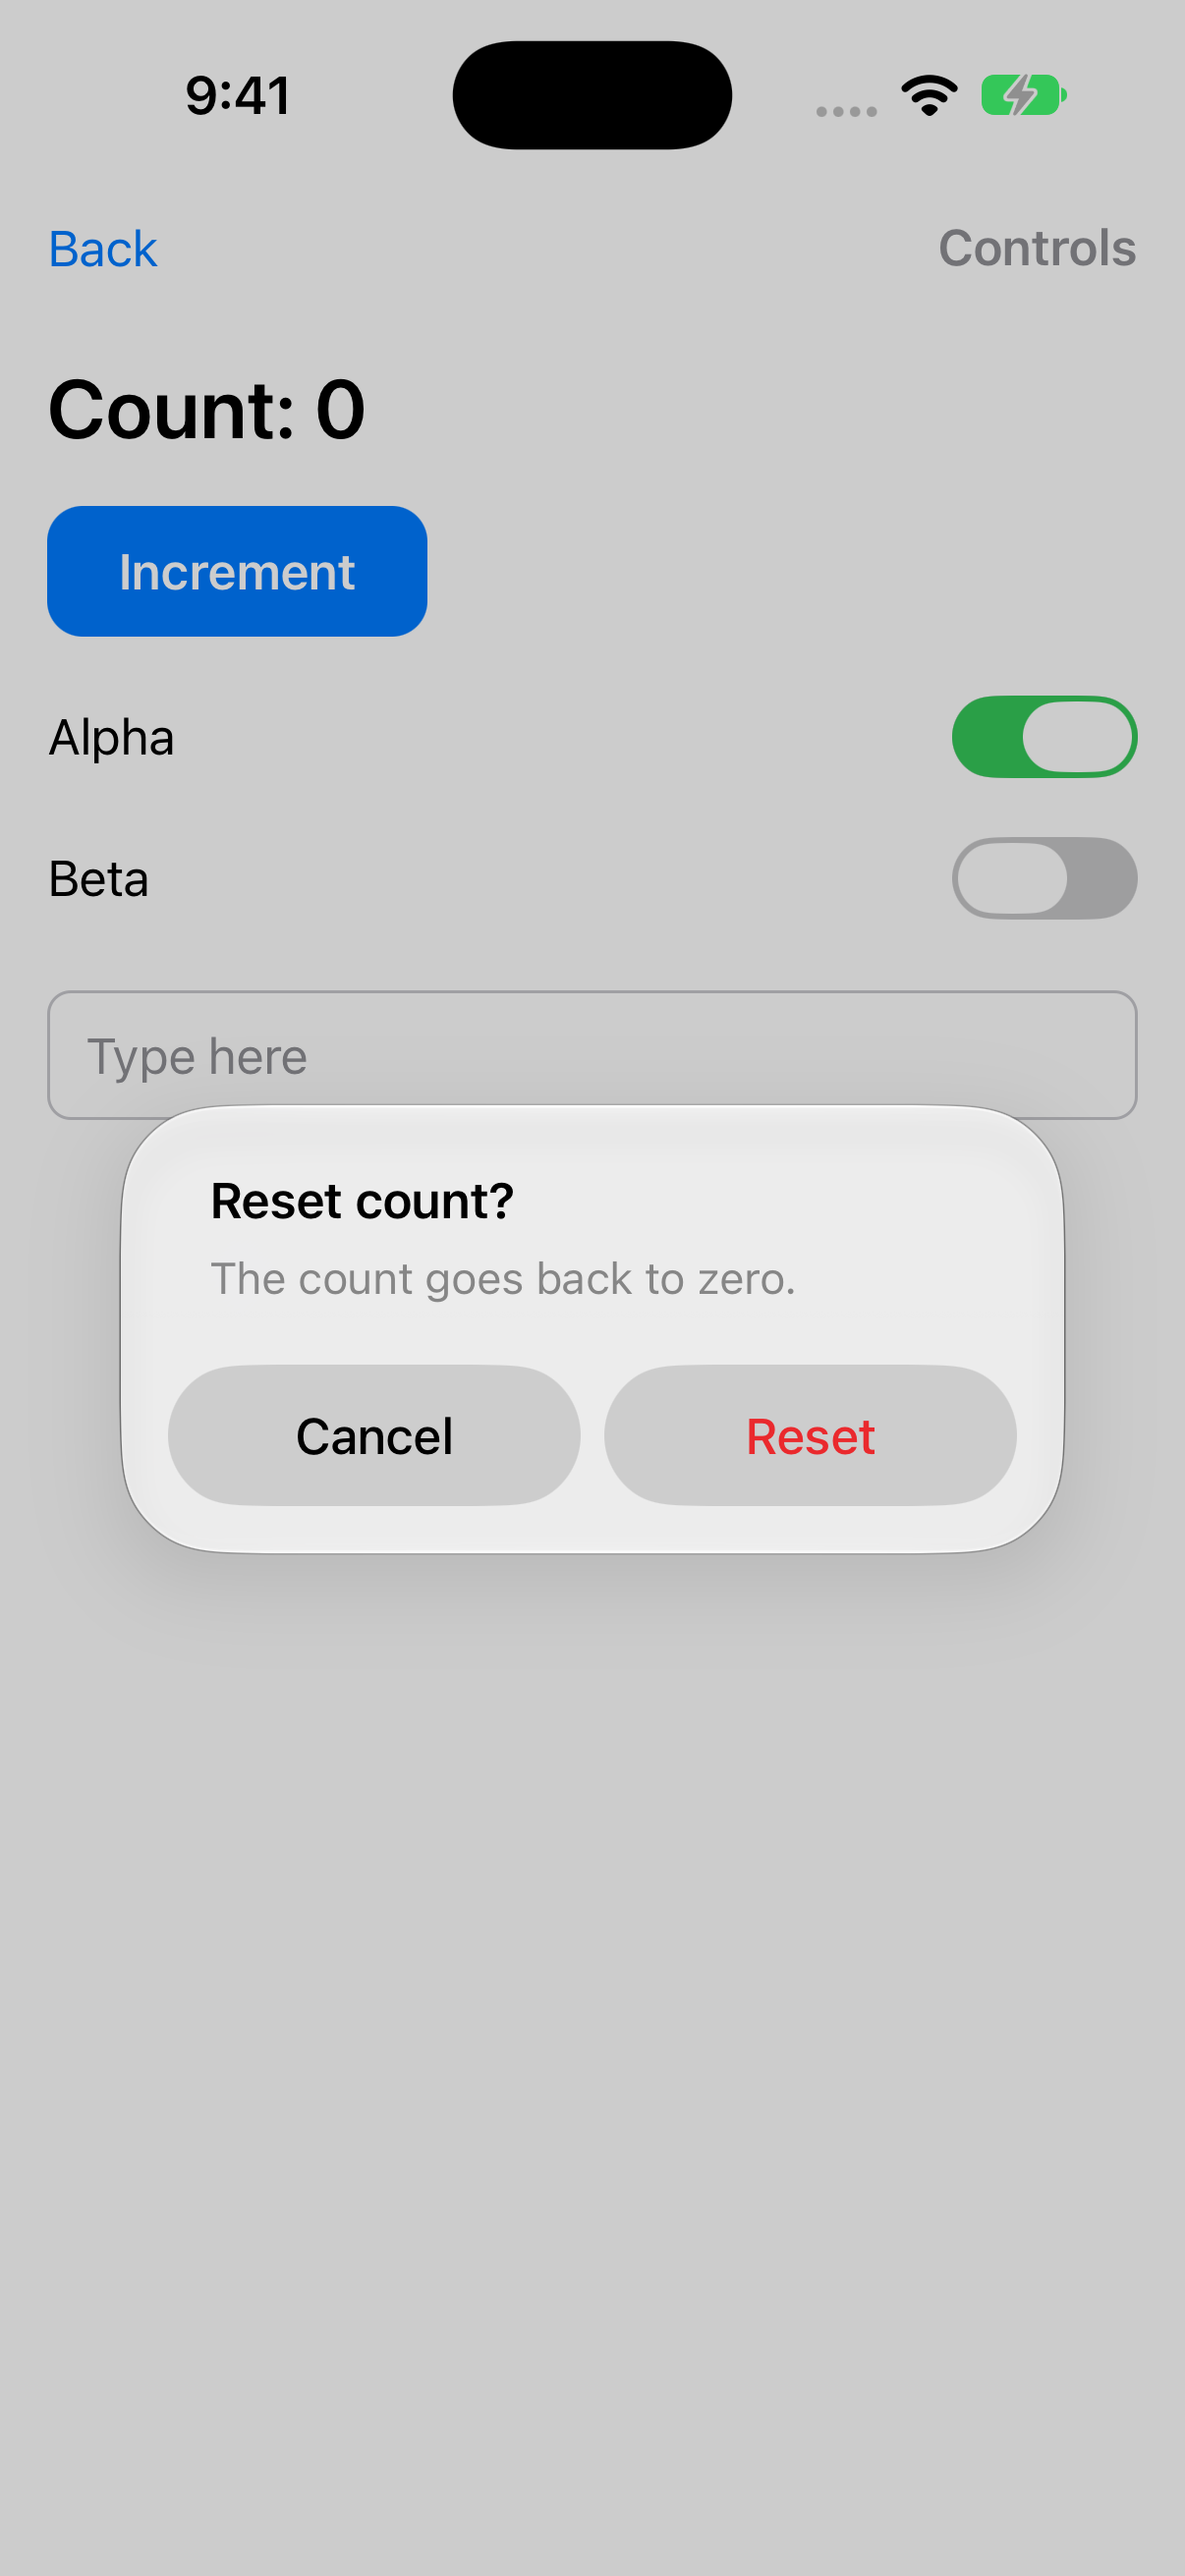 9:41
Back
Controls
Count: 0
Increment
Alpha
Beta
Type here
Reset count?
The count goes back to zero.
Cancel
Reset